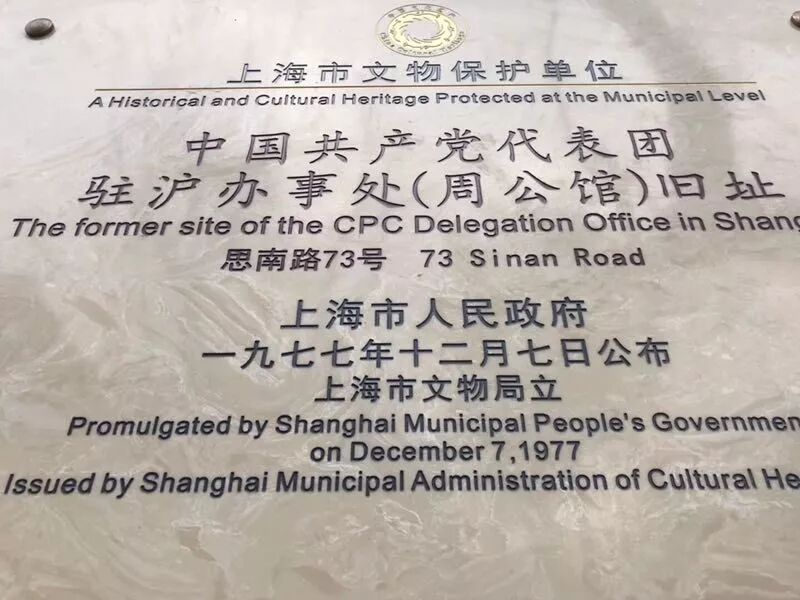 上海市文物保护单位
A Historical and Cultural Heritage Protected at the Municipal Level
中国共产党代表团
驻沪办事处(周公馆)旧址
The former site of the CPC Delegation Office in Shang
思南路73号 73 Sinan Road
上海市人民政府
一九七七年十二月七日公布
上海市文物局立
Promulgated by Shanghai Municipal People's Governmen
on December 7,1977
Issued by Shanghai Municipal Administration of Cultural He